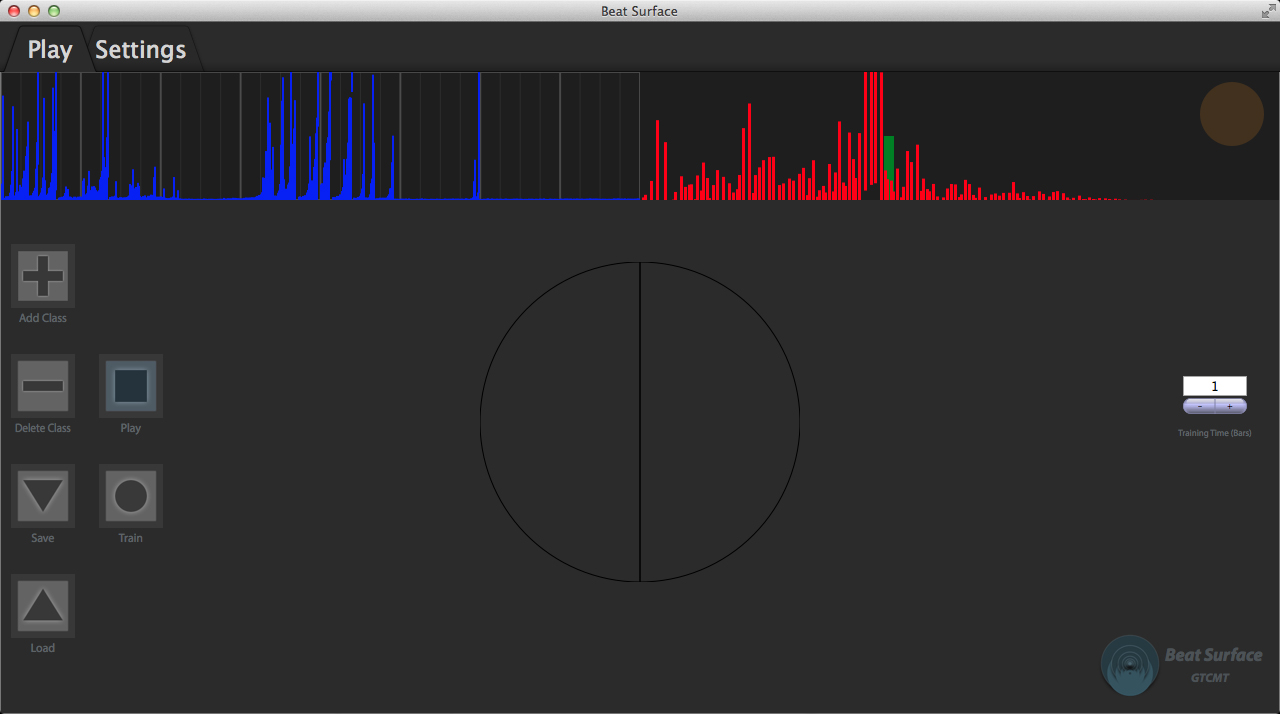 Beat Surface
Play Settings
Add Class
Delete Class Play
1
- +
Training Time (Bars)
Save Train
Load
Beat Surface
GTCMT